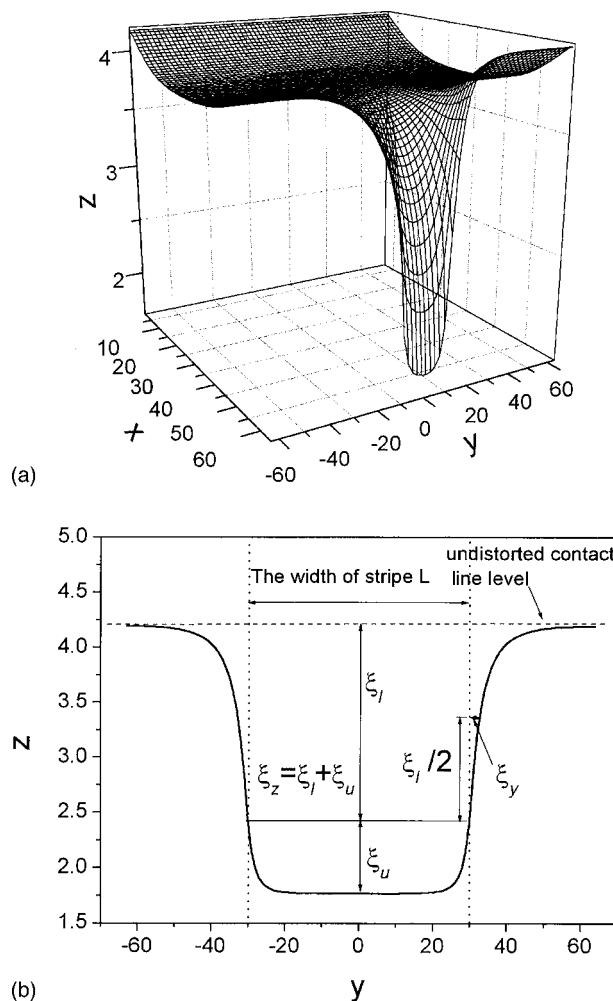 4
3
2
z
10
20
30
40
50
60
x
-60
-40
-20
0
20
40
60
y
(a)
5.0
4.5
4.0
3.5
3.0
2.5
2.0
1.5
z
undistorted contact
line level
The width of stripe L
ξl
ξz=ξl+ξu
ξl /2
ξy
ξu
-60 -40 -20 0 20 40 60
y
(b)